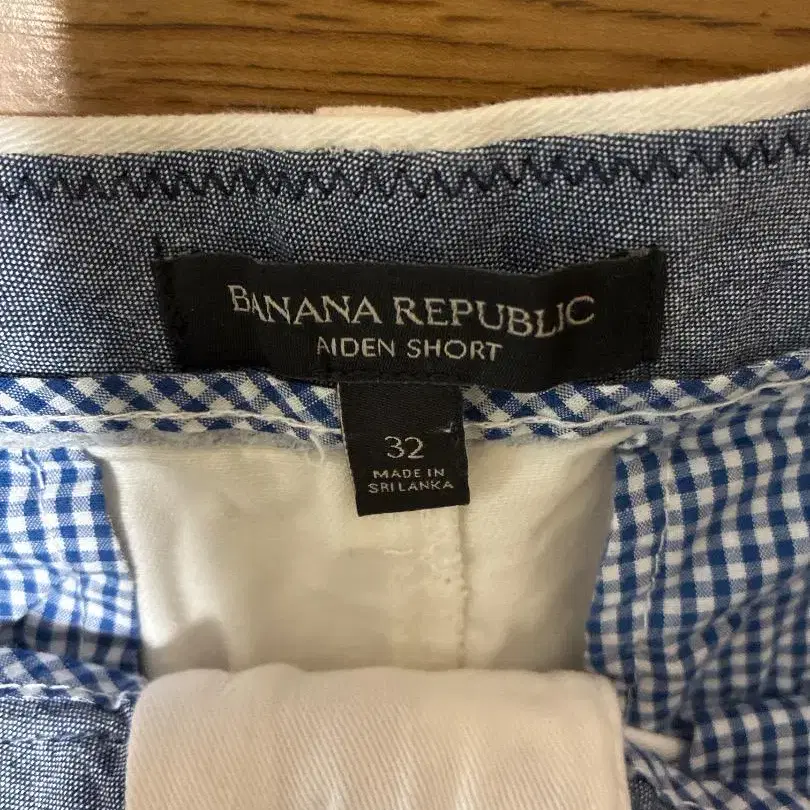 BANANA REPUBLIC
AIDEN SHORT
32
MADE IN
SRI LANKA